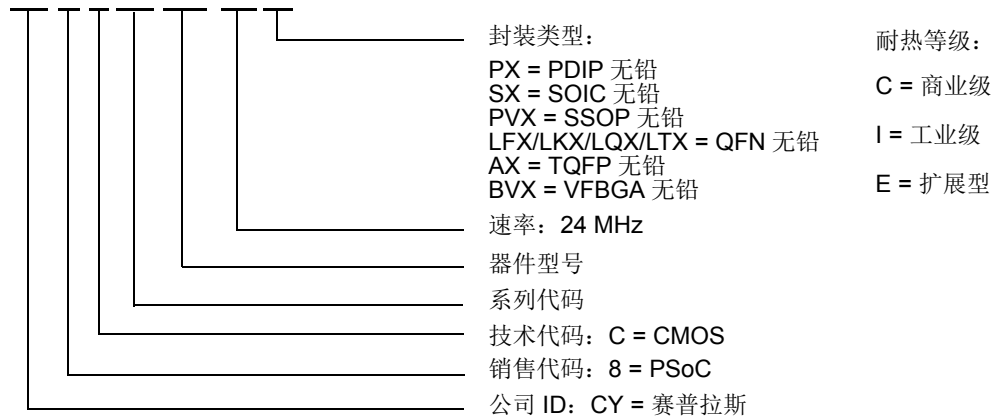 封装类型：
PX = PDIP 无铅
SX = SOIC 无铅
PVX = SSOP 无铅
LFX/LKX/LQX/LTX = QFN 无铅
AX = TQFP 无铅
BVX = VFBGA 无铅
耐热等级：
C = 商业级
I = 工业级
E = 扩展型
速率：24 MHz
器件型号
系列代码
技术代码：C = CMOS
销售代码：8 = PSoC
公司 ID：CY = 赛普拉斯